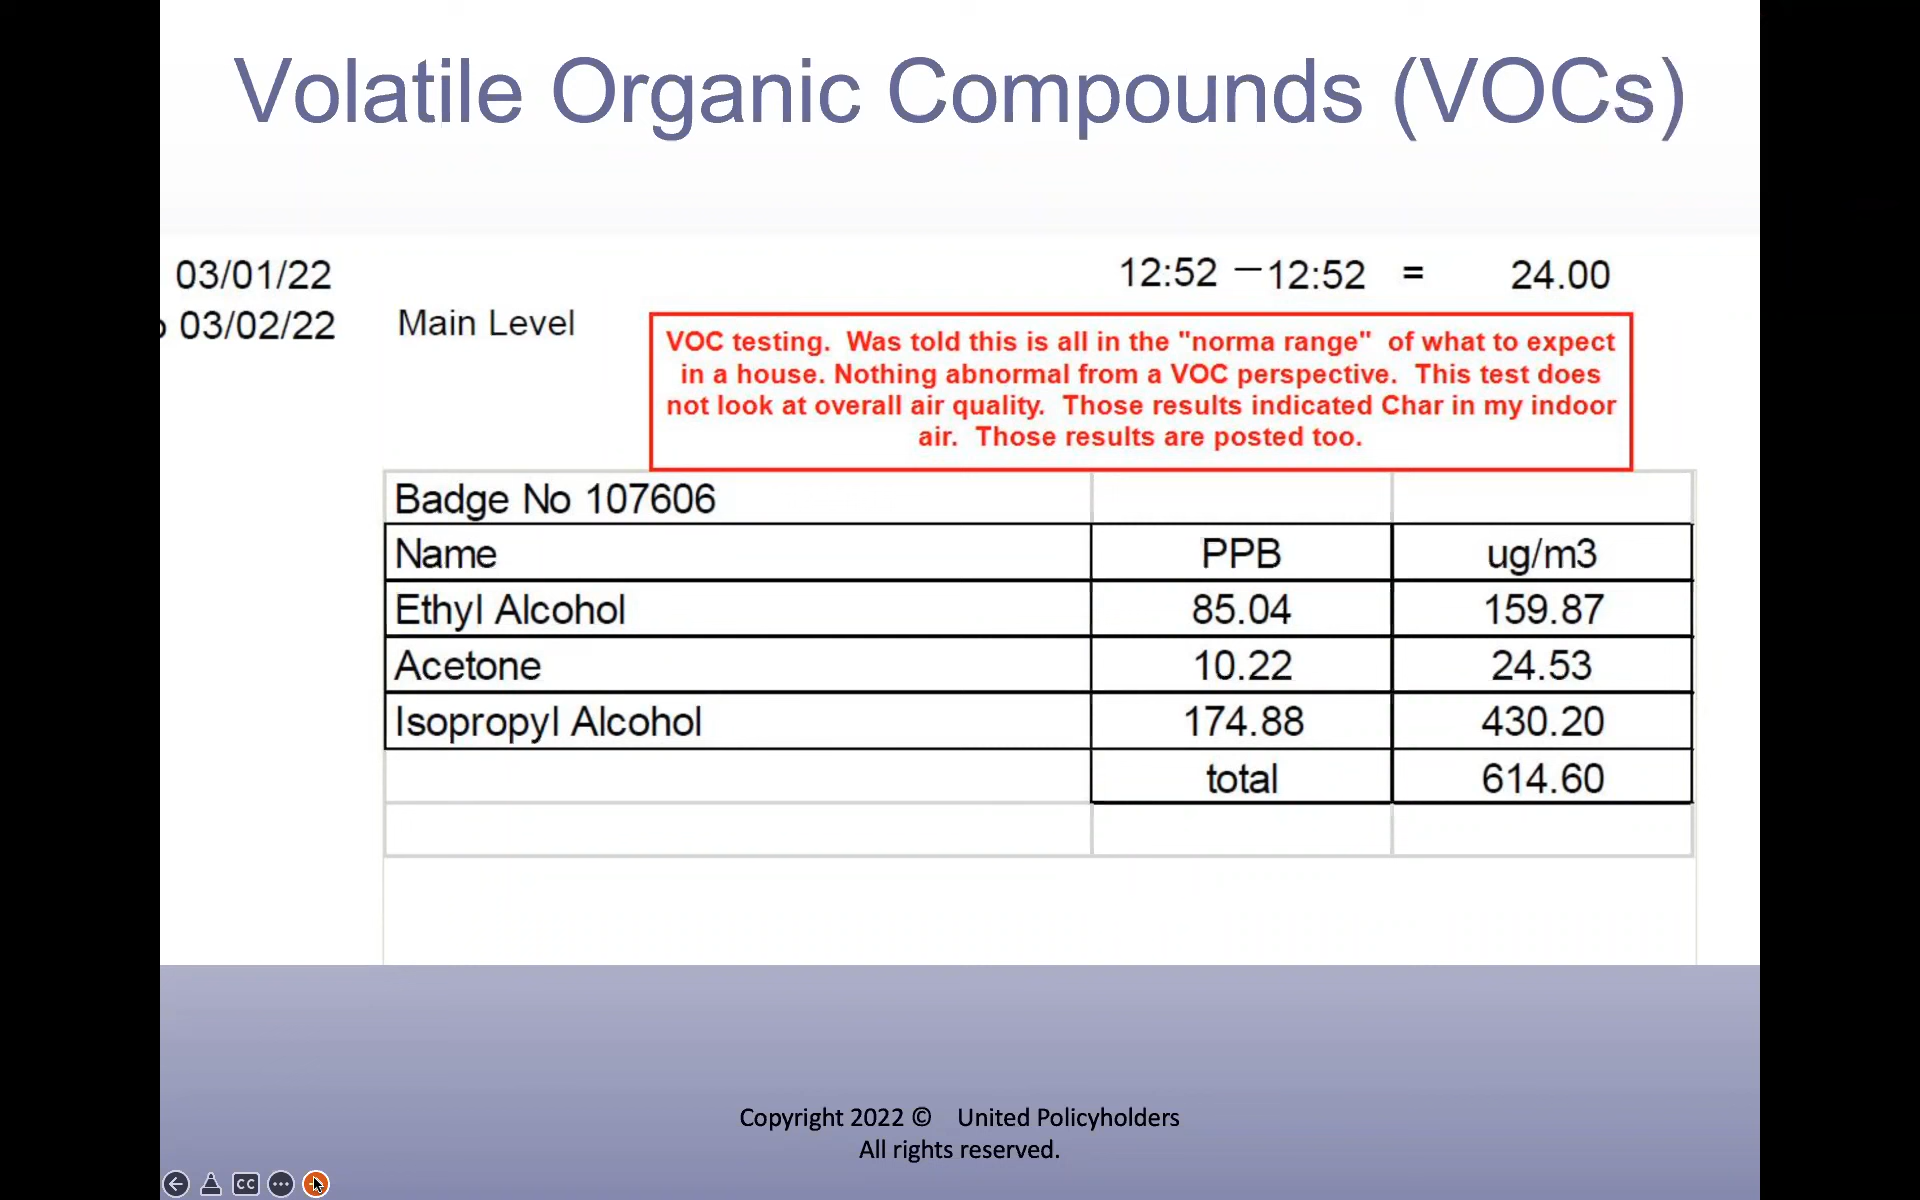 Volatile Organic Compounds (VOCs)
03/01/22 12:52 – 12:52 = 24.00
03/02/22 Main Level
VOC testing. Was told this is all in the "norma range" of what to expect
in a house. Nothing abnormal from a VOC perspective. This test does
not look at overall air quality. Those results indicated Char in my indoor
air. Those results are posted too.
Badge No 107606
Name PPB ug/m3
Ethyl Alcohol 85.04 159.87
Acetone 10.22 24.53
Isopropyl Alcohol 174.88 430.20
total 614.60
Copyright 2022 © United Policyholders
All rights reserved.
CC